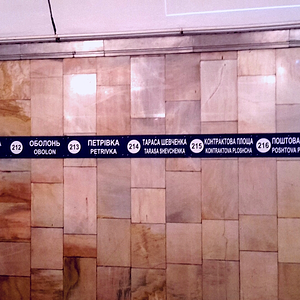 212 ОБОЛОНЬ
OBOLON
213 ПЕТРІВКА
PETRIVKA
214 ТАРАСА ШЕВЧЕНКА
TARASA SHEVCHENKA
215 КОНТРАКТОВА ПЛОЩА
KONTRAKTOVA PLOSHCHA
216 ПОШТОВА
POSHTOVA